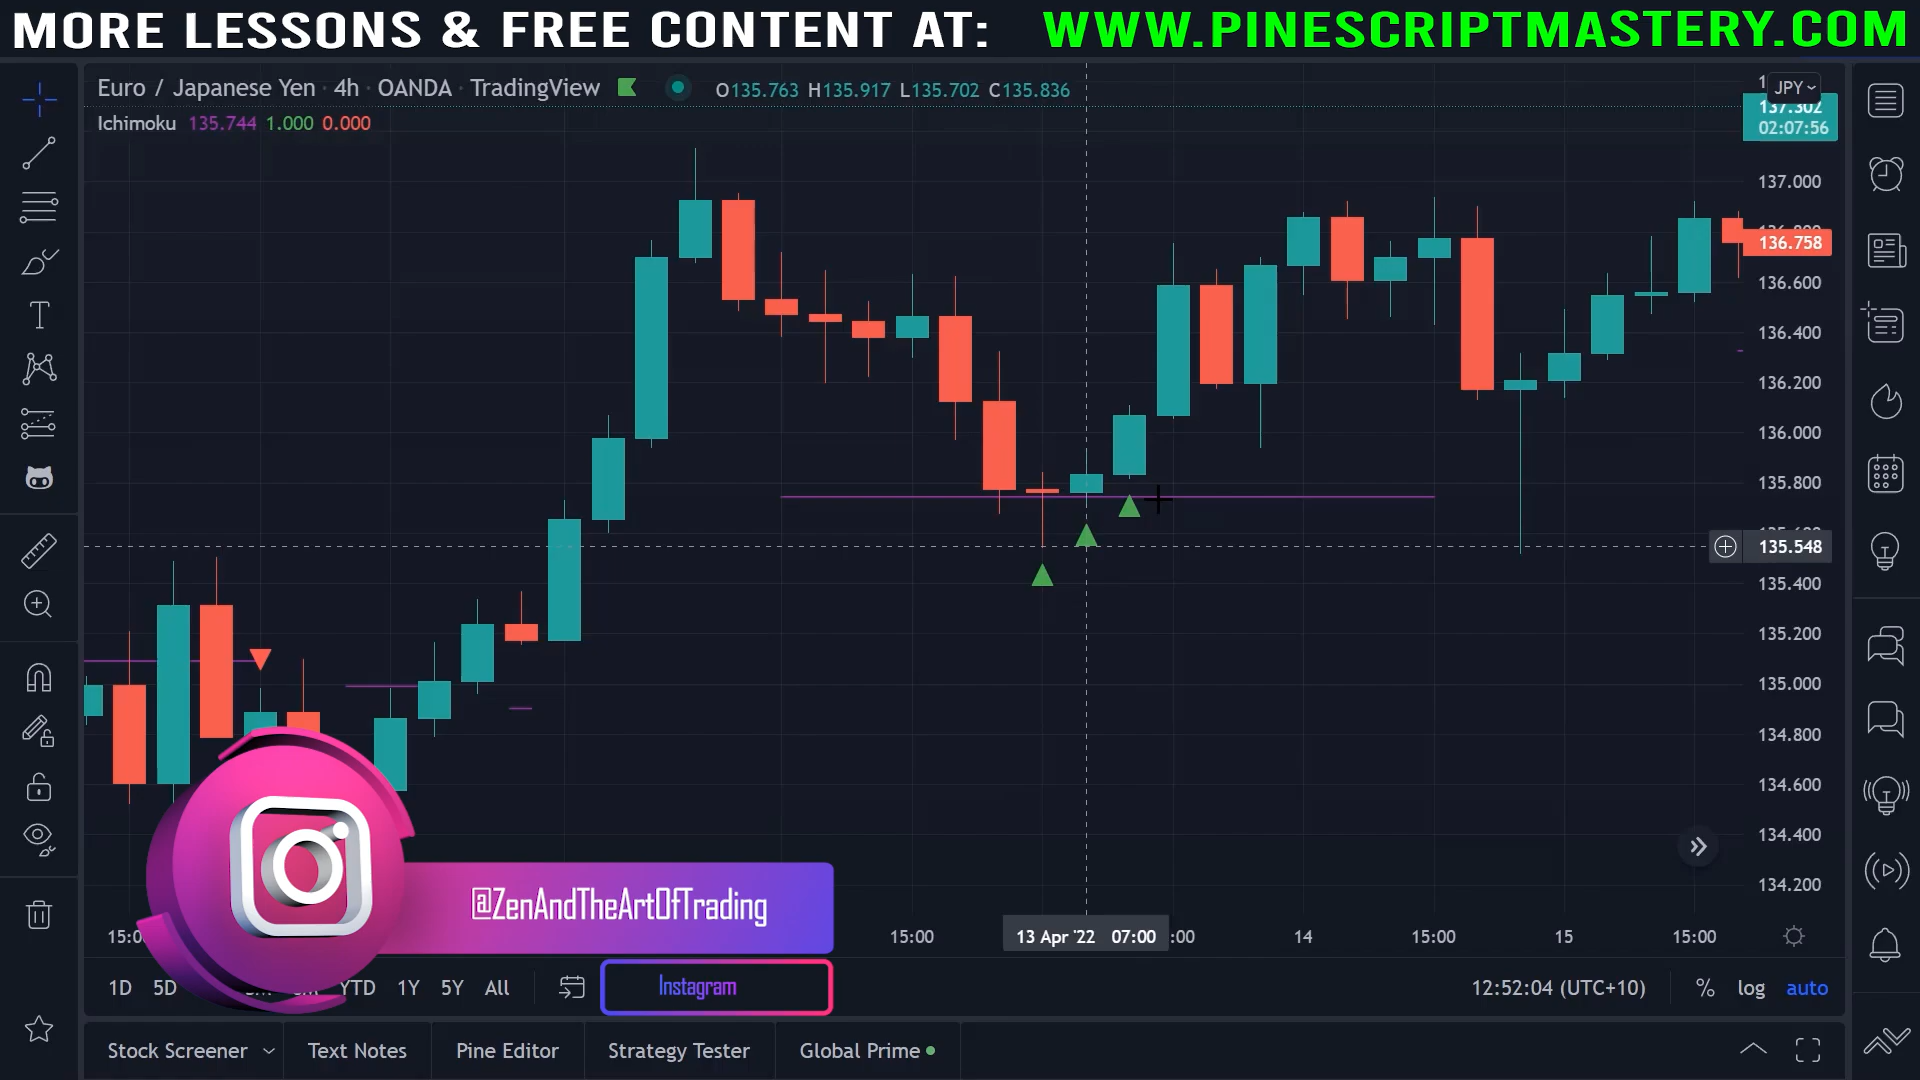 MORE LESSONS & FREE CONTENT AT: WWW.PINESCRIPTMASTERY.COM
Euro / Japanese Yen · 4h · OANDA · TradingView O135.763 H135.917 L135.702 C135.836
Ichimoku 135.744 1.000 0.000
JPY
137.302
02:07:56
137.000
136.758
136.600
136.400
136.200
136.000
135.800
135.548
135.400
135.200
135.000
134.800
134.600
134.400
134.200
@ZenAndTheArtOfTrading
15:00 13 Apr '22 07:00 :00 14 15:00 15 15:00
1D 5D YTD 1Y 5Y All
Instagram
12:52:04 (UTC+10) % log auto
Stock Screener Text Notes Pine Editor Strategy Tester Global Prime